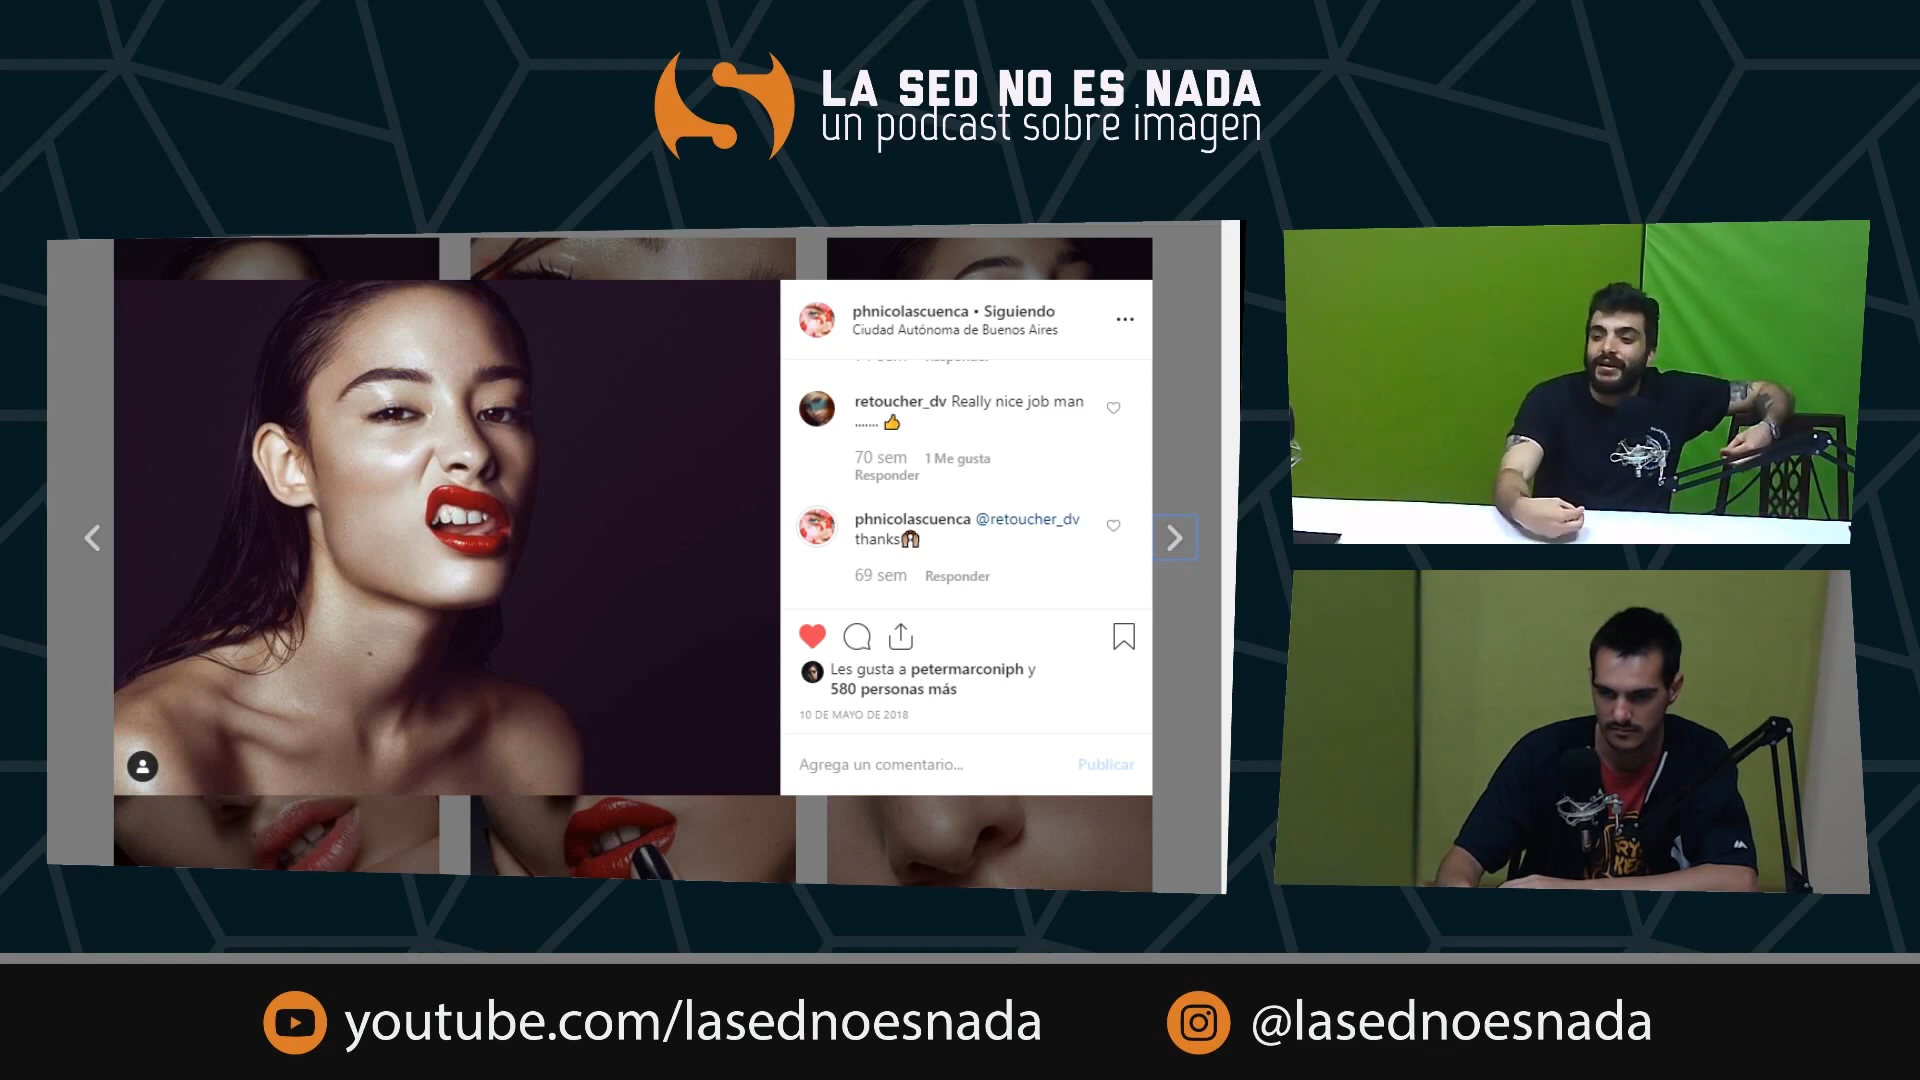 LA SED NO ES NADA
un podcast sobre imagen
phnicolascuenca • Siguiendo
Ciudad Autónoma de Buenos Aires
retoucher_dv Really nice job man
....... 👍
70 sem 1 Me gusta
Responder
phnicolascuenca @retoucher_dv
thanks🙌
69 sem Responder
Les gusta a petermarconiph y
580 personas más
10 DE MAYO DE 2018
Agrega un comentario... Publicar
youtube.com/lasednoesnada
@lasednoesnada